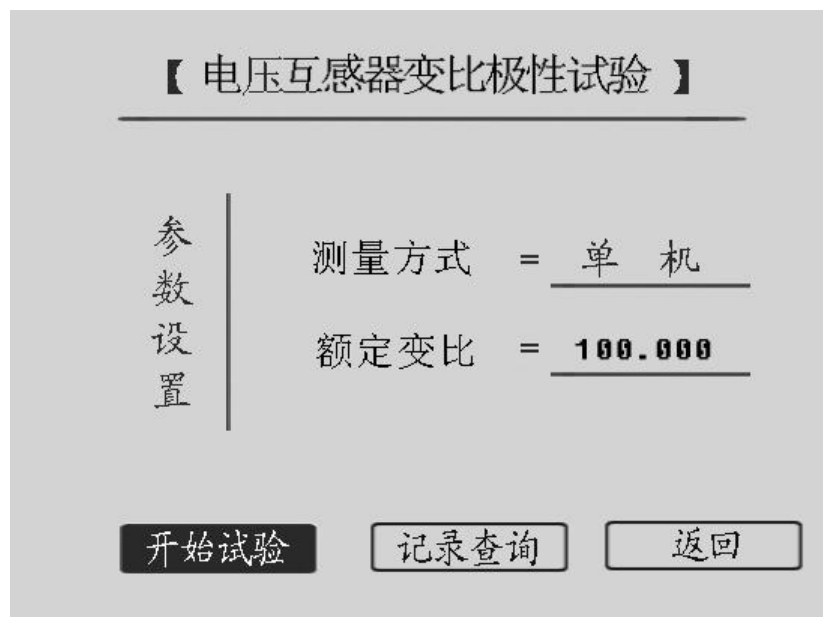 【 电压互感器变比极性试验 】
参数设置
测量方式 = 单 机
额定变比 = 100.000
开始试验 记录查询 返回